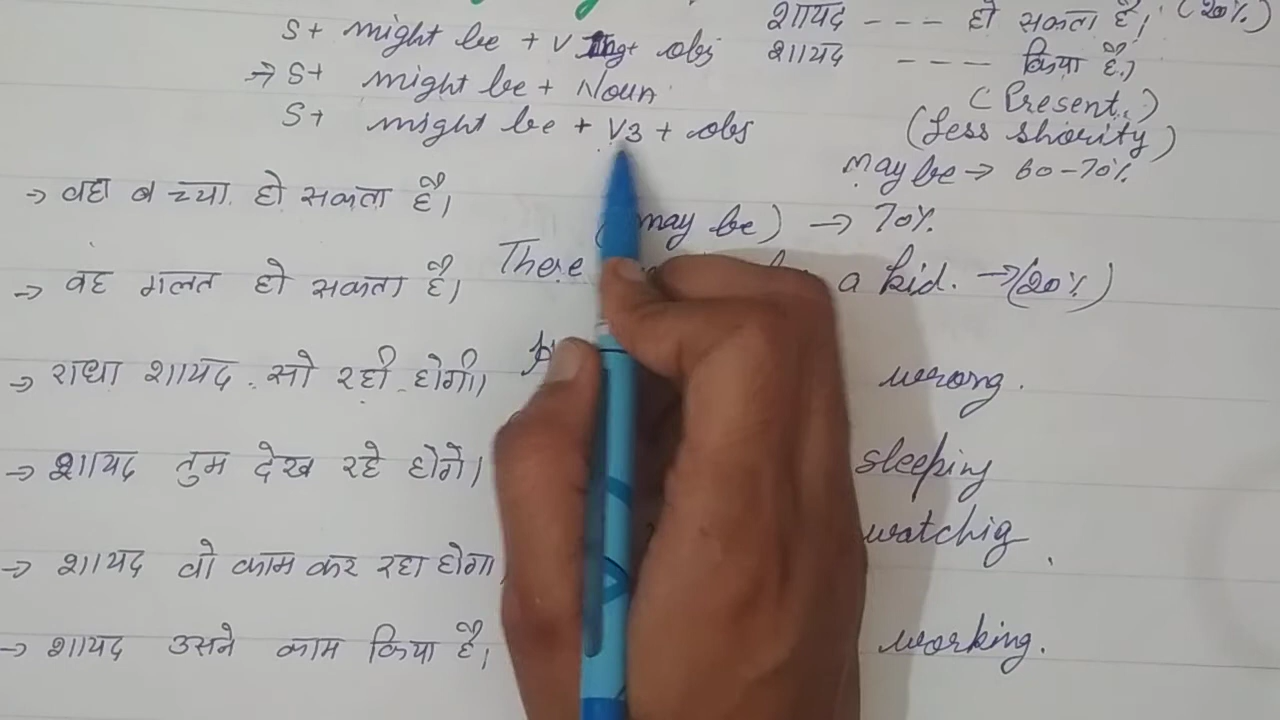 शायद --- हो सकता है। (20%)
S+ might be + V ing+ obj शायद --- किया है।
→ S+ might be + Noun (Present.)
S+ might be + V3 + obj (Less shority)
may be → 60-70%
→ वहा बच्चा हो सकता है। may be) → 70%
There a kid. → (20%)
→ वह गलत हो सकता है।
→ राधा शायद सो रही होगी। wrong.
→ शायद तुम देख रहे होगें। sleeping
watchig
→ शायद वो काम कर रहा होगा
→ शायद उसने काम किया है। working.